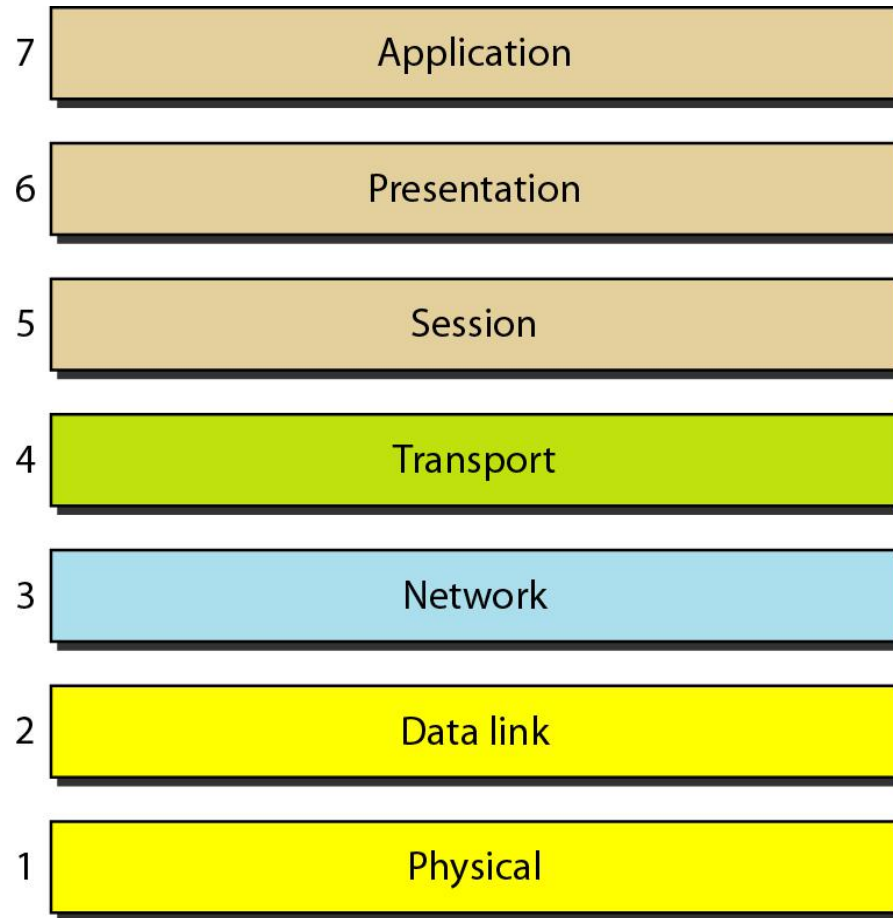 7 Application
6 Presentation
5 Session
4 Transport
3 Network
2 Data link
1 Physical